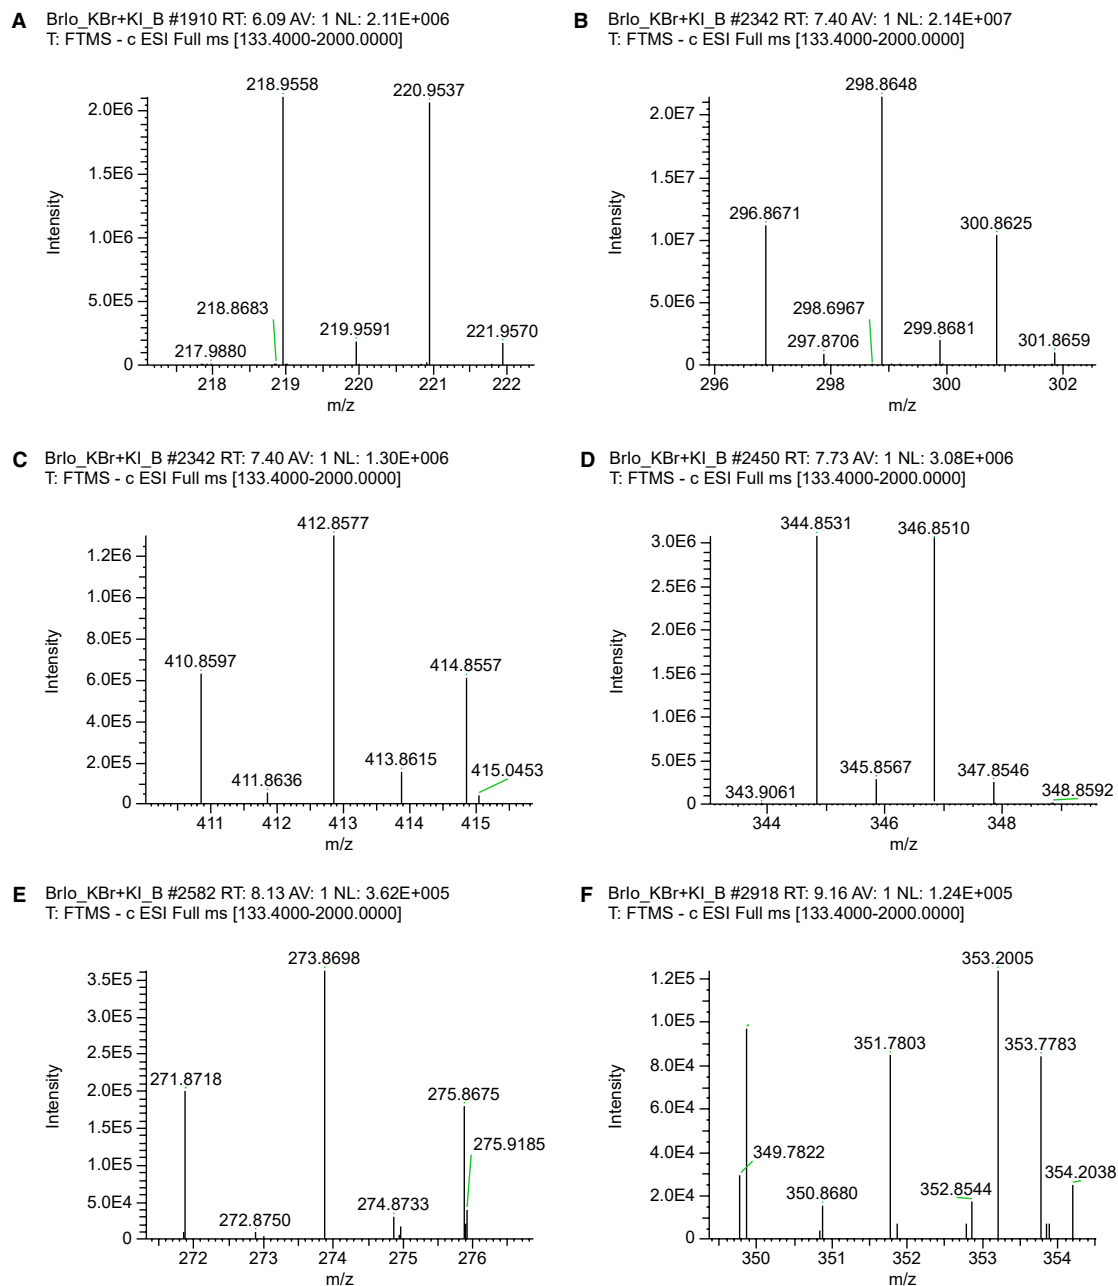 A BrIo_KBr+KI_B #1910 RT: 6.09 AV: 1 NL: 2.11E+006
T: FTMS - c ESI Full ms [133.4000-2000.0000]
218.9558
220.9537
2.0E6
1.5E6
1.0E6
5.0E5
0
Intensity
218.8683
219.9591
221.9570
217.9880
218 219 220 221 222
m/z
B BrIo_KBr+KI_B #2342 RT: 7.40 AV: 1 NL: 2.14E+007
T: FTMS - c ESI Full ms [133.4000-2000.0000]
298.8648
2.0E7
1.5E7
1.0E7
5.0E6
0
Intensity
296.8671
300.8625
298.6967
297.8706
299.8681
301.8659
296 298 300 302
m/z
C BrIo_KBr+KI_B #2342 RT: 7.40 AV: 1 NL: 1.30E+006
T: FTMS - c ESI Full ms [133.4000-2000.0000]
412.8577
1.2E6
1.0E6
8.0E5
6.0E5
4.0E5
2.0E5
0
Intensity
410.8597
414.8557
411.8636
413.8615
415.0453
411 412 413 414 415
m/z
D BrIo_KBr+KI_B #2450 RT: 7.73 AV: 1 NL: 3.08E+006
T: FTMS - c ESI Full ms [133.4000-2000.0000]
344.8531
346.8510
3.0E6
2.5E6
2.0E6
1.5E6
1.0E6
5.0E5
0
Intensity
343.9061
345.8567
347.8546
348.8592
344 346 348
m/z
E BrIo_KBr+KI_B #2582 RT: 8.13 AV: 1 NL: 3.62E+005
T: FTMS - c ESI Full ms [133.4000-2000.0000]
273.8698
3.5E5
3.0E5
2.5E5
2.0E5
1.5E5
1.0E5
5.0E4
0
Intensity
271.8718
275.8675
275.9185
272.8750
274.8733
272 273 274 275 276
m/z
F BrIo_KBr+KI_B #2918 RT: 9.16 AV: 1 NL: 1.24E+005
T: FTMS - c ESI Full ms [133.4000-2000.0000]
353.2005
1.2E5
1.0E5
8.0E4
6.0E4
4.0E4
2.0E4
0
Intensity
351.7803
353.7783
349.7822
350.8680
352.8544
354.2038
350 351 352 353 354
m/z